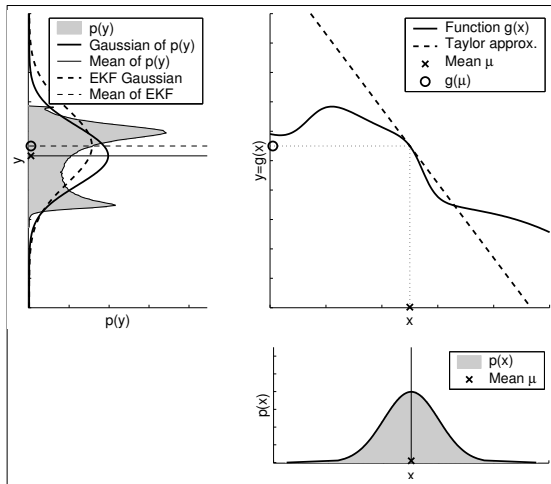 p(y)
Gaussian of p(y)
Mean of p(y)
EKF Gaussian
Mean of EKF
y
p(y)
Function g(x)
Taylor approx.
Mean μ
g(μ)
y=g(x)
x
p(x)
Mean μ
p(x)
x